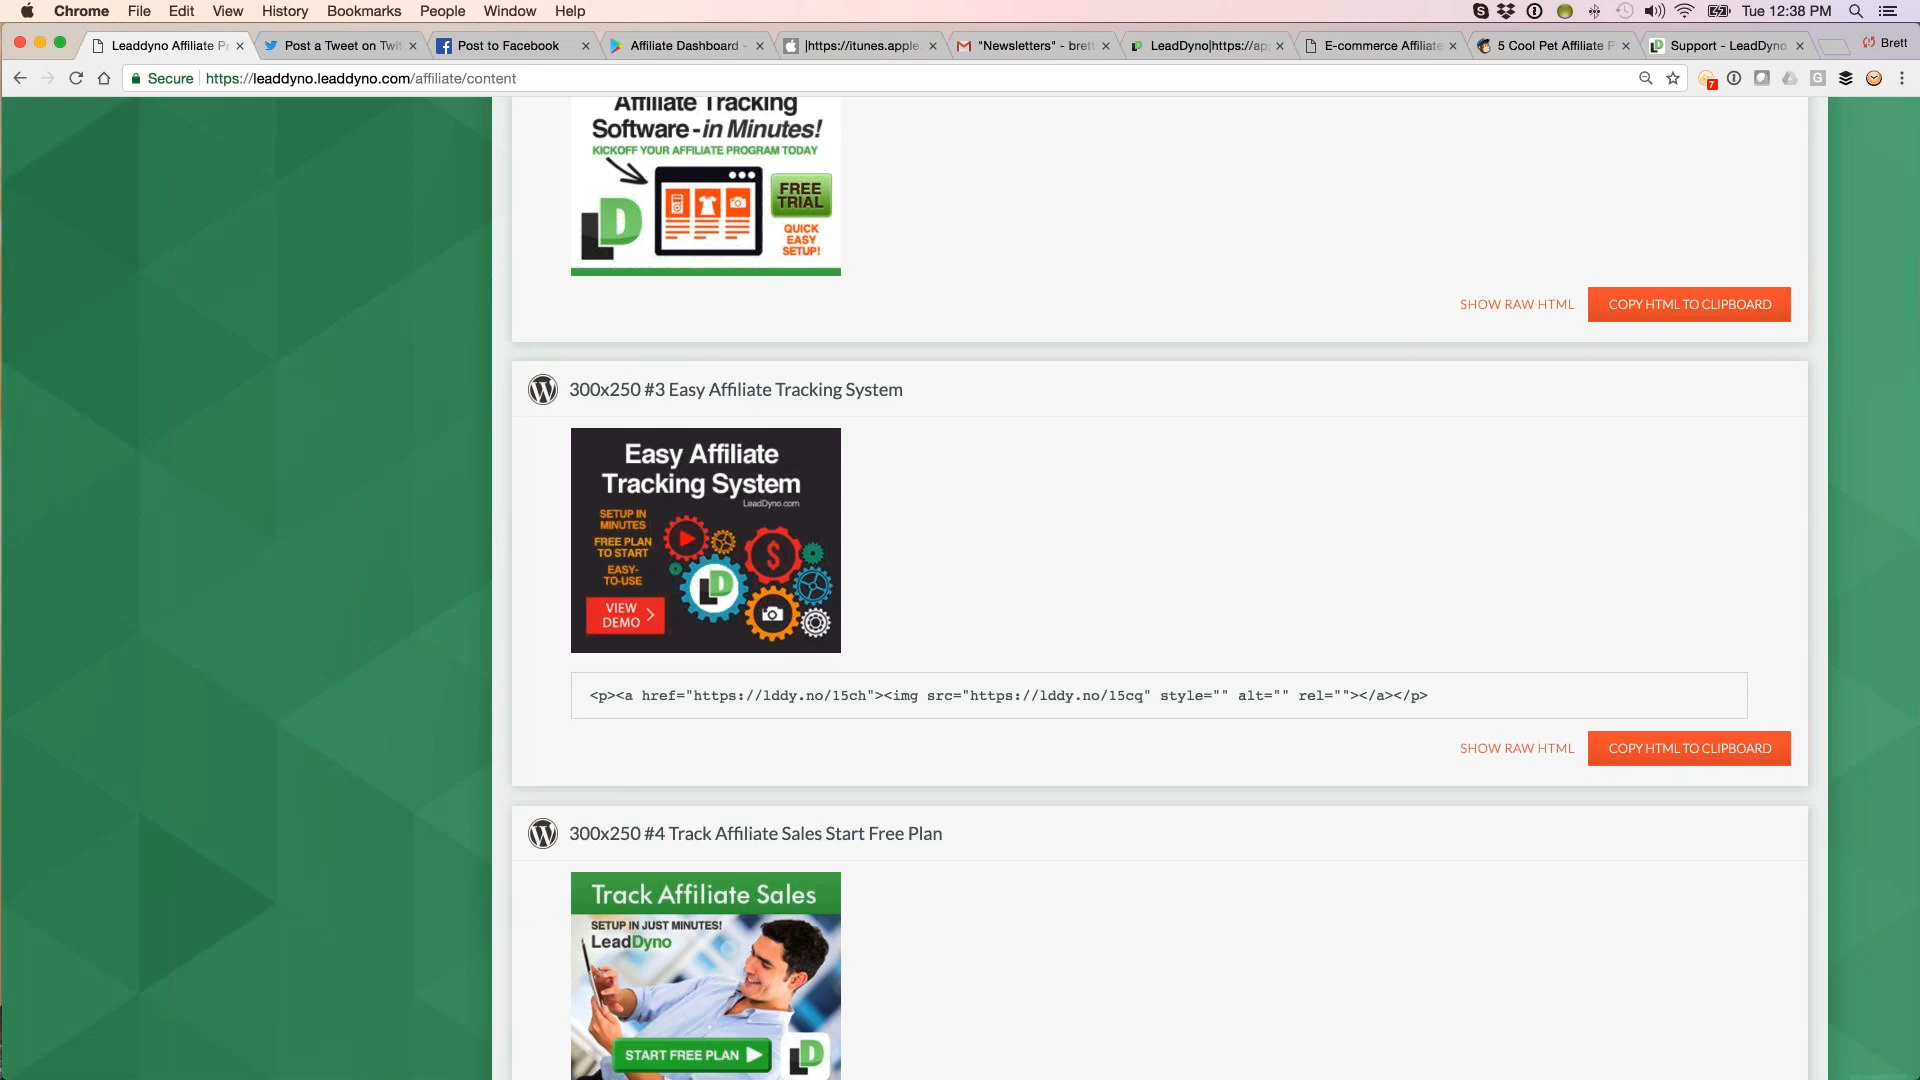 Chrome File Edit View History Bookmarks People Window Help Tue 12:38 PM
Leaddyno Affiliate P
Post a Tweet on Twit
Post to Facebook
Affiliate Dashboard -
|https://itunes.apple.
"Newsletters" - brett
LeadDyno|https://ap
E-commerce Affiliate
5 Cool Pet Affiliate P
Support - LeadDyno
Brett
Secure https://leaddyno.leaddyno.com/affiliate/content
7
Affiliate Tracking
Software - in Minutes!
KICKOFF YOUR AFFILIATE PROGRAM TODAY
FREE
TRIAL
LD
QUICK
EASY
SETUP!
SHOW RAW HTML COPY HTML TO CLIPBOARD
300x250 #3 Easy Affiliate Tracking System
Easy Affiliate
Tracking System
LeadDyno.com
SETUP IN
MINUTES
FREE PLAN
TO START
EASY-
TO-USE
$
LD
VIEW
DEMO
<p><a href="https://lddy.no/15ch"><img src="https://lddy.no/15cq" style="" alt="" rel=""></a></p>
SHOW RAW HTML COPY HTML TO CLIPBOARD
300x250 #4 Track Affiliate Sales Start Free Plan
Track Affiliate Sales
SETUP IN JUST MINUTES!
LeadDyno
START FREE PLAN
LD